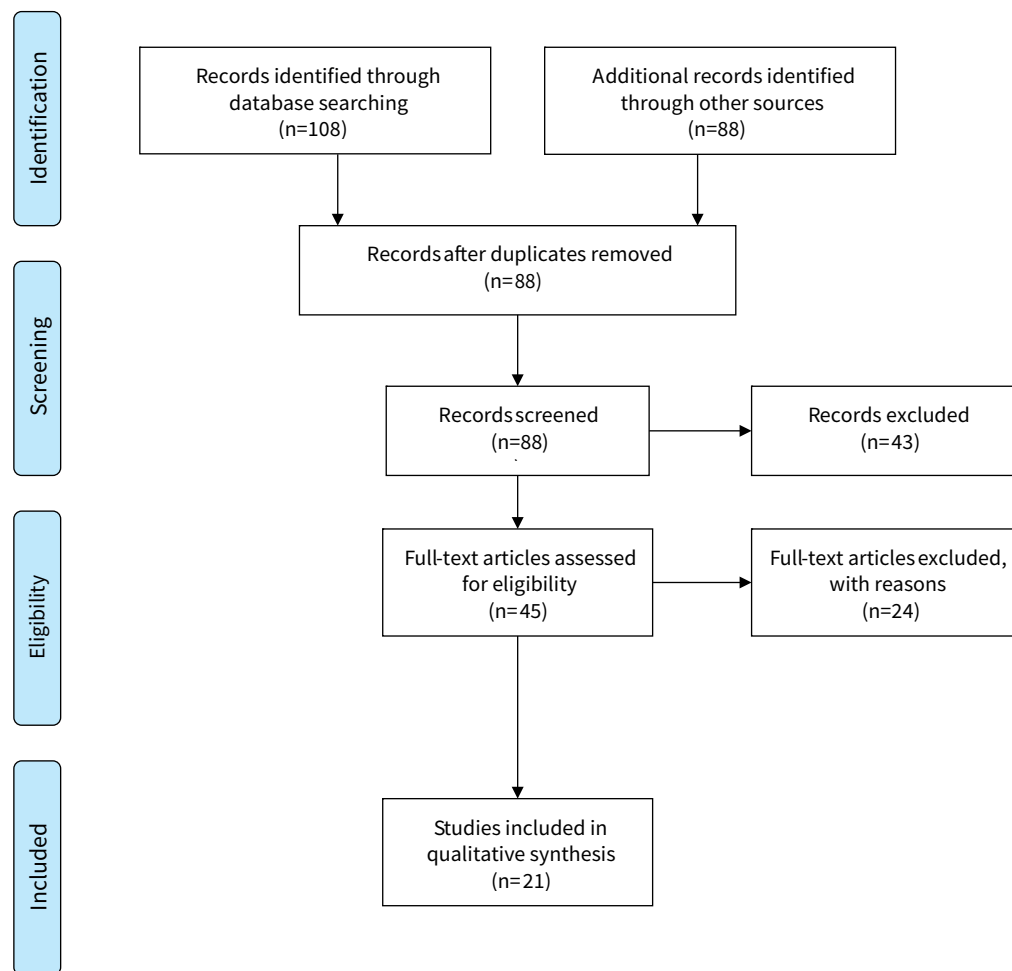 Identification
Records identified through
database searching
(n=108)
Additional records identified
through other sources
(n=88)
Records after duplicates removed
(n=88)
Screening
Records screened
(n=88)
Records excluded
(n=43)
Eligibility
Full-text articles assessed
for eligibility
(n=45)
Full-text articles excluded,
with reasons
(n=24)
Included
Studies included in
qualitative synthesis
(n=21)